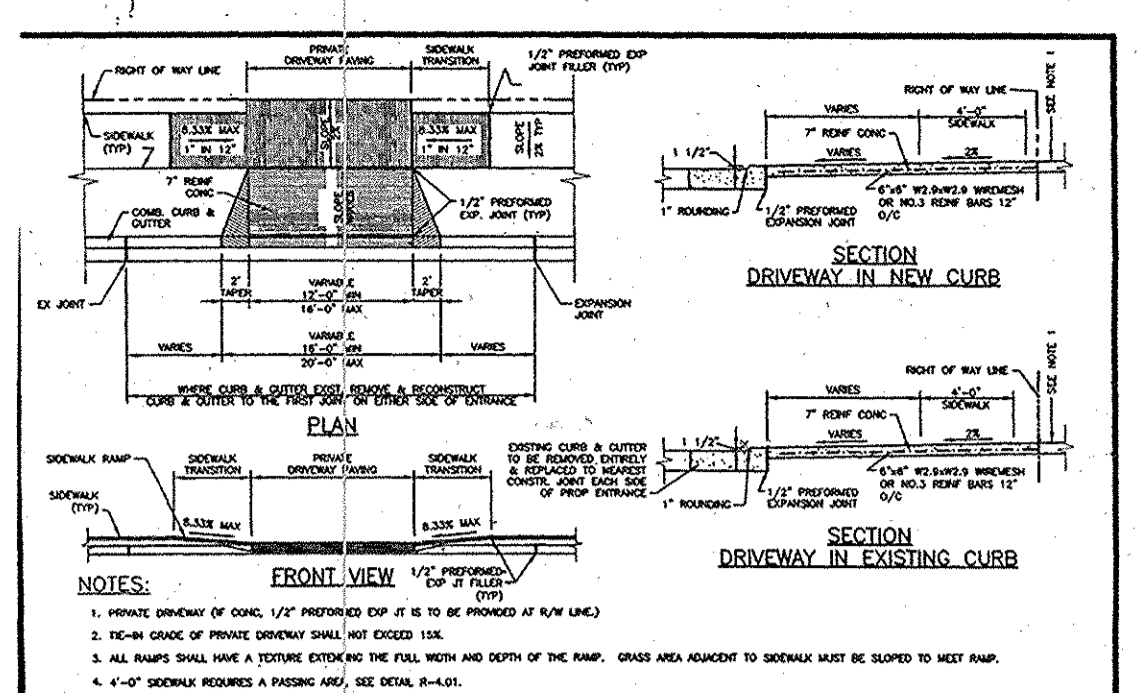 PRIVATE
DRIVEWAY PAVING
SIDEWALK
TRANSITION
1/2" PREFORMED EXP
JOINT FILLER (TYP)
RIGHT OF WAY LINE
SIDEWALK
(TYP)
8.33% MAX
1" IN 12"
SLOPE
2%
8.33% MAX
1" IN 12"
SLOPE
2% TYP
7" REINF
CONC
SLOPE
VARIES
1/2" PREFORMED
EXP. JOINT (TYP)
COMB. CURB &
GUTTER
EX JOINT
2'
TAPER
VARIABLE
12'-0" MIN
16'-0" MAX
2'
TAPER
EXPANSION
JOINT
VARIES
VARIABLE
16'-0" MIN
20'-0" MAX
VARIES
WHERE CURB & GUTTER EXIST, REMOVE & RECONSTRUCT
CURB & GUTTER TO THE FIRST JOINT ON EITHER SIDE OF ENTRANCE
PLAN
RIGHT OF WAY LINE
SEE NOTE 1
VARIES
4'-0"
SIDEWALK
7" REINF CONC
1 1/2"
VARIES
2%
6"x6" W2.9xW2.9 WIREMESH
OR NO.3 REINF BARS 12"
O/C
1" ROUNDING
1/2" PREFORMED
EXPANSION JOINT
SECTION
DRIVEWAY IN NEW CURB
RIGHT OF WAY LINE
SEE NOTE 1
VARIES
4'-0"
SIDEWALK
7" REINF CONC
1 1/2"
VARIES
2%
EXISTING CURB & GUTTER
TO BE REMOVED ENTIRELY
& REPLACED TO NEAREST
CONSTR. JOINT EACH SIDE
OF PROP ENTRANCE
6"x6" W2.9xW2.9 WIREMESH
OR NO.3 REINF BARS 12"
O/C
1" ROUNDING
1/2" PREFORMED
EXPANSION JOINT
SECTION
DRIVEWAY IN EXISTING CURB
SIDEWALK RAMP
SIDEWALK
TRANSITION
PRIVATE
DRIVEWAY PAVING
SIDEWALK
TRANSITION
SIDEWALK
(TYP)
8.33% MAX
8.33% MAX
FRONT VIEW
1/2" PREFORMED
EXP JT FILLER
(TYP)
NOTES:
1. PRIVATE DRIVEWAY (IF CONC, 1/2" PREFORMED EXP JT IS TO BE PROVIDED AT R/W LINE.)
2. TIE-IN GRADE OF PRIVATE DRIVEWAY SHALL NOT EXCEED 15%.
3. ALL RAMPS SHALL HAVE A TEXTURE EXTENDING THE FULL WIDTH AND DEPTH OF THE RAMP. GRASS AREA ADJACENT TO SIDEWALK MUST BE SLOPED TO MEET RAMP.
4. 4'-0" SIDEWALK REQUIRES A PASSING AREA, SEE DETAIL R-4.01.